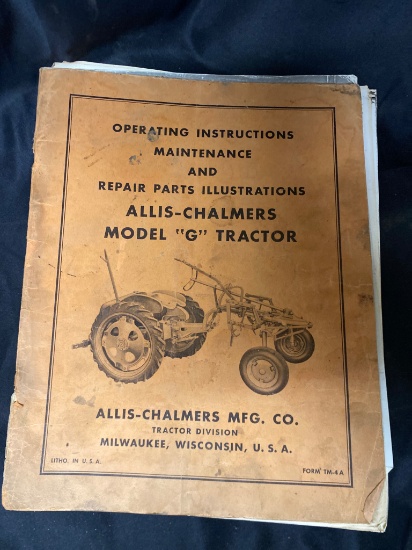 OPERATING INSTRUCTIONS
MAINTENANCE
AND
REPAIR PARTS ILLUSTRATIONS
ALLIS-CHALMERS
MODEL "G" TRACTOR
ALLIS-CHALMERS MFG. CO.
TRACTOR DIVISION
MILWAUKEE, WISCONSIN, U. S. A.
LITHO. IN U. S. A.
FORM TM-4A